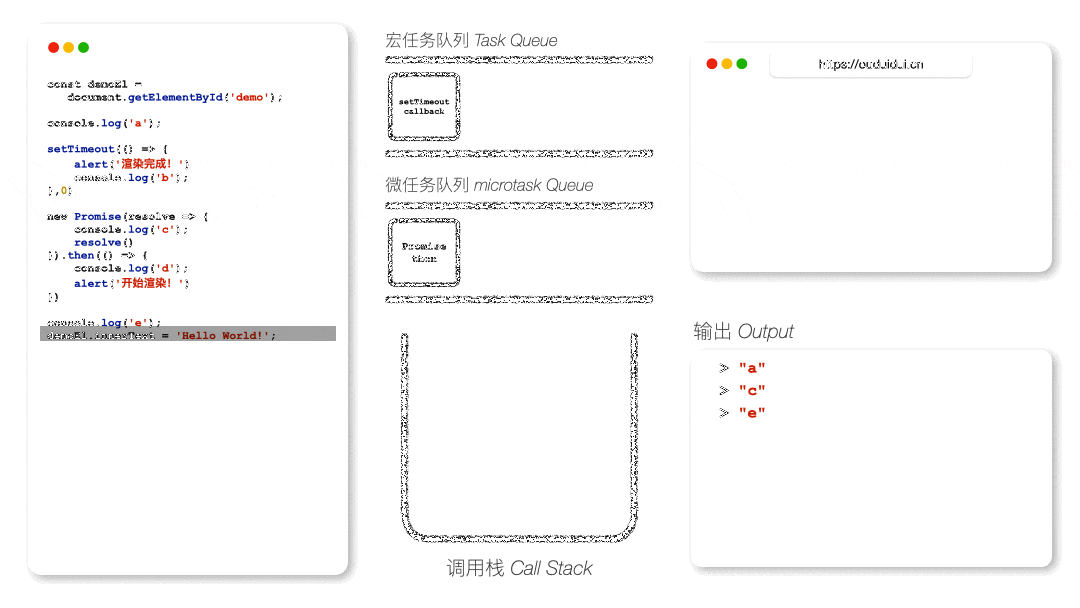 const demoEl =
document.getElementById('demo');
console.log('a');
setTimeout(() => {
alert('渲染完成！')
console.log('b');
},0)
new Promise(resolve => {
console.log('c');
resolve()
}).then(() => {
console.log('d');
alert('开始渲染！')
})
console.log('e');
demoEl.innerText = 'Hello World!';
宏任务队列 Task Queue
setTimeout
callback
微任务队列 microtask Queue
Promise
then
调用栈 Call Stack
https://ouduidui.cn
输出 Output
> "a"
> "c"
> "e"